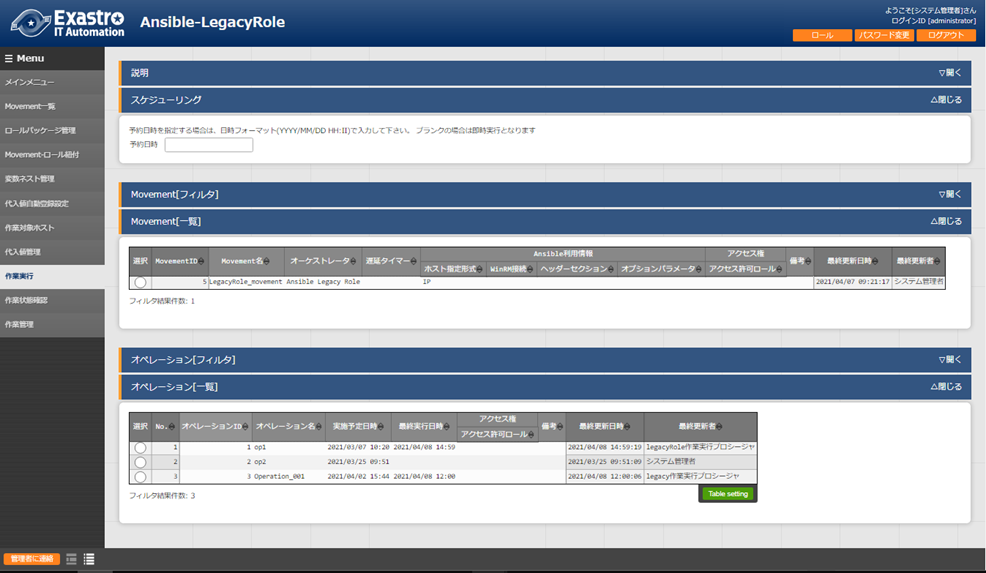 Exastro
IT Automation
Ansible-LegacyRole
ようこそ[システム管理者]さん
ログインID [administrator]
ロール パスワード変更 ログアウト
Menu
メインメニュー
Movement一覧
ロールパッケージ管理
Movement-ロール紐付
変数ネスト管理
代入値自動登録設定
作業対象ホスト
代入値管理
作業実行
作業状態確認
作業管理
説明 ▽開く
スケジューリング △閉じる
予約日時を指定する場合は、日時フォーマット(YYYY/MM/DD HH:II)で入力して下さい。 ブランクの場合は即時実行となります
予約日時
Movement[フィルタ] ▽開く
Movement[一覧] △閉じる
選択 MovementID Movement名 オーケストレータ 遅延タイマー Ansible利用情報 アクセス権 備考 最終更新日時 最終更新者
ホスト指定形式 WinRM接続 ヘッダーセクション オプションパラメータ アクセス許可ロール
5 LegacyRole_movement Ansible Legacy Role IP 2021/04/07 09:21:17 システム管理者
フィルタ結果件数: 1
オペレーション[フィルタ] ▽開く
オペレーション[一覧] △閉じる
選択 No. オペレーションID オペレーション名 実施予定日時 最終実行日時 アクセス権 備考 最終更新日時 最終更新者
アクセス許可ロール
1 1 op1 2021/03/07 10:20 2021/04/08 14:59 2021/04/08 14:59:19 legacyRole作業実行プロシージャ
2 2 op2 2021/03/25 09:51 2021/03/25 09:51:09 システム管理者
3 3 Operation_001 2021/04/02 15:44 2021/04/08 12:00 2021/04/08 12:00:06 legacy作業実行プロシージャ
フィルタ結果件数: 3
Table setting
管理者に連絡